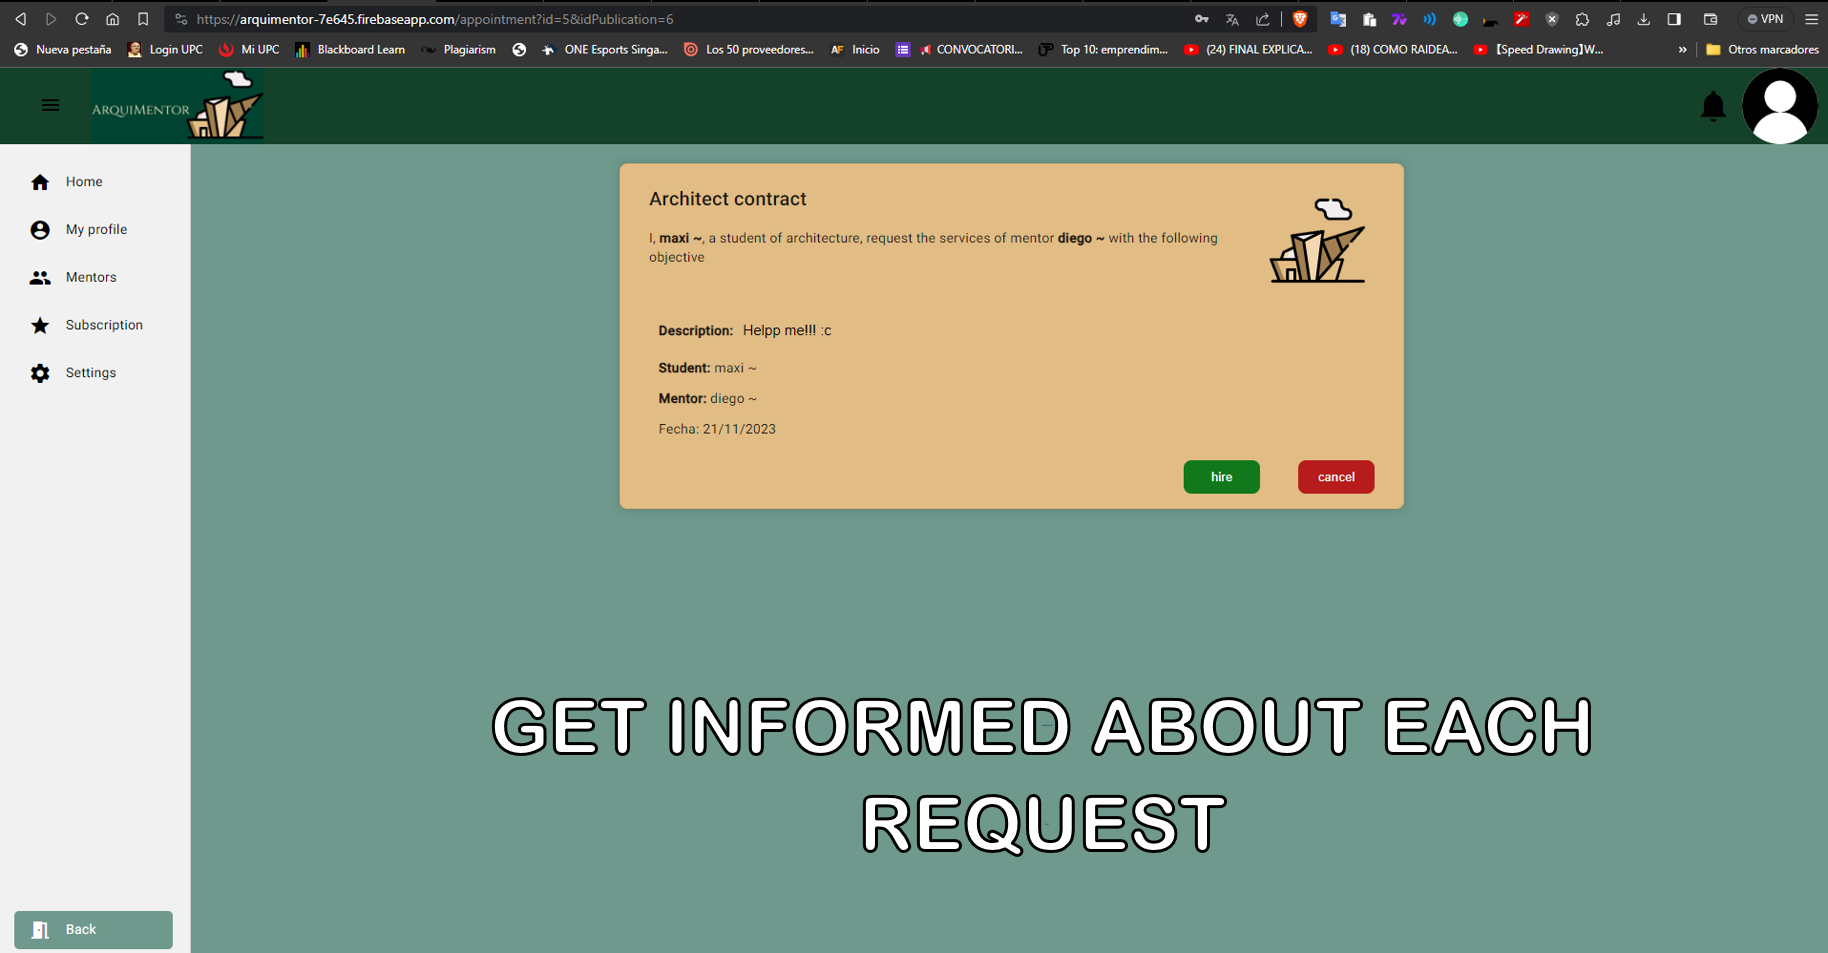 https://arquimentor-7e645.firebaseapp.com/appointment?id=5&idPublication=6
VPN
Nueva pestaña Login UPC Mi UPC Blackboard Learn Plagiarism ONE Esports Singa... Los 50 proveedores... AF Inicio CONVOCATORI... Top 10: emprendim... (24) FINAL EXPLICA... (18) COMO RAIDEA... 【Speed Drawing】W... » Otros marcadores
ARQUIMENTOR
Home
My profile
Mentors
Subscription
Settings
Back
Architect contract
I, maxi ~, a student of architecture, request the services of mentor diego ~ with the following
objective
Description: Helpp me!!! :c
Student: maxi ~
Mentor: diego ~
Fecha: 21/11/2023
hire cancel
GET INFORMED ABOUT EACH
REQUEST